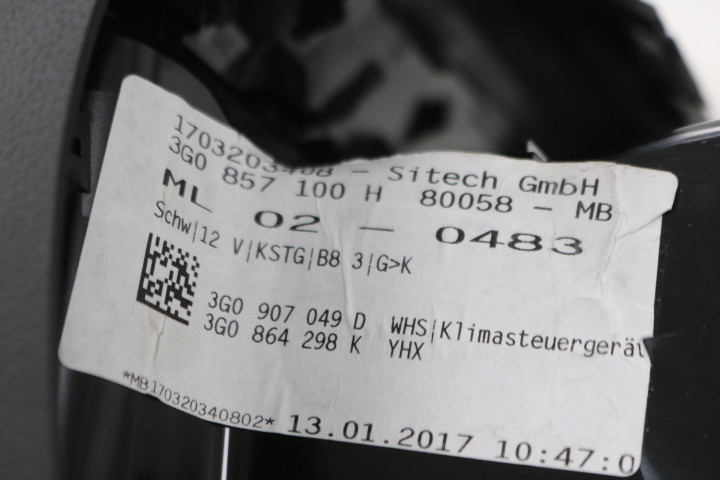 1703203408 - Sitech GmbH
3G0 857 100 H 80058 - MB
ML 02 - 0483
Schw|12 V|KSTG|B8 3|G>K
3G0 907 049 D WHS|Klimasteuergerät
3G0 864 298 K YHX
*MB170320340802* 13.01.2017 10:47:0